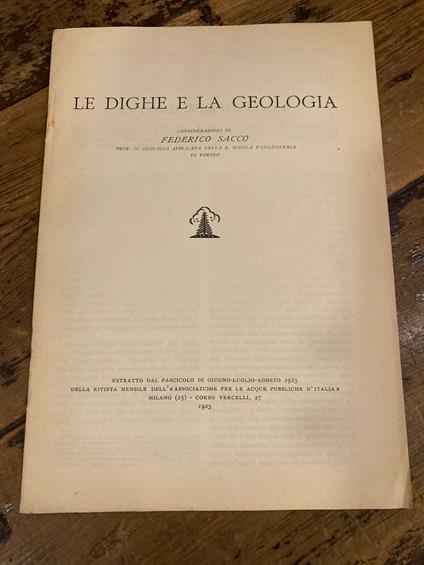 LE DIGHE E LA GEOLOGIA
CONSIDERAZIONI DI
FEDERICO SACCO
PROF. DI GEOLOGIA APPLICATA NELLA R. SCUOLA D'INGEGNERIA
DI TORINO
ESTRATTO DAL FASCICOLO DI GIUGNO-LUGLIO-AGOSTO 1925
DELLA RIVISTA MENSILE DELL'«ASSOCIAZIONE PER LE ACQUE PUBBLICHE D'ITALIA»
MILANO (25) - CORSO VERCELLI, 27
1925